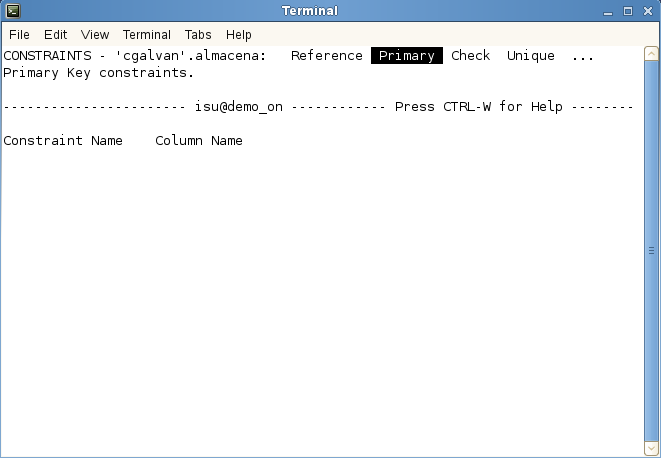 Terminal
File Edit View Terminal Tabs Help
CONSTRAINTS - 'cgalvan'.almacena: Reference Primary Check Unique ...
Primary Key constraints.
---------------------- isu@demo_on ------------ Press CTRL-W for Help --------
Constraint Name Column Name